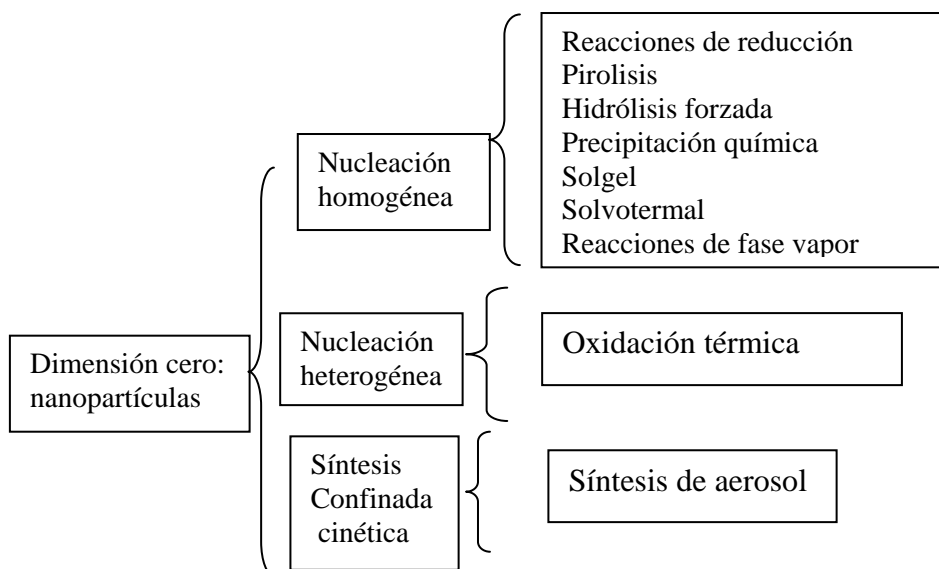 Dimensión cero:
nanopartículas
Nucleación
homogénea
Reacciones de reducción
Pirolisis
Hidrólisis forzada
Precipitación química
Solgel
Solvotermal
Reacciones de fase vapor
Nucleación
heterogénea
Oxidación térmica
Síntesis
Confinada
cinética
Síntesis de aerosol